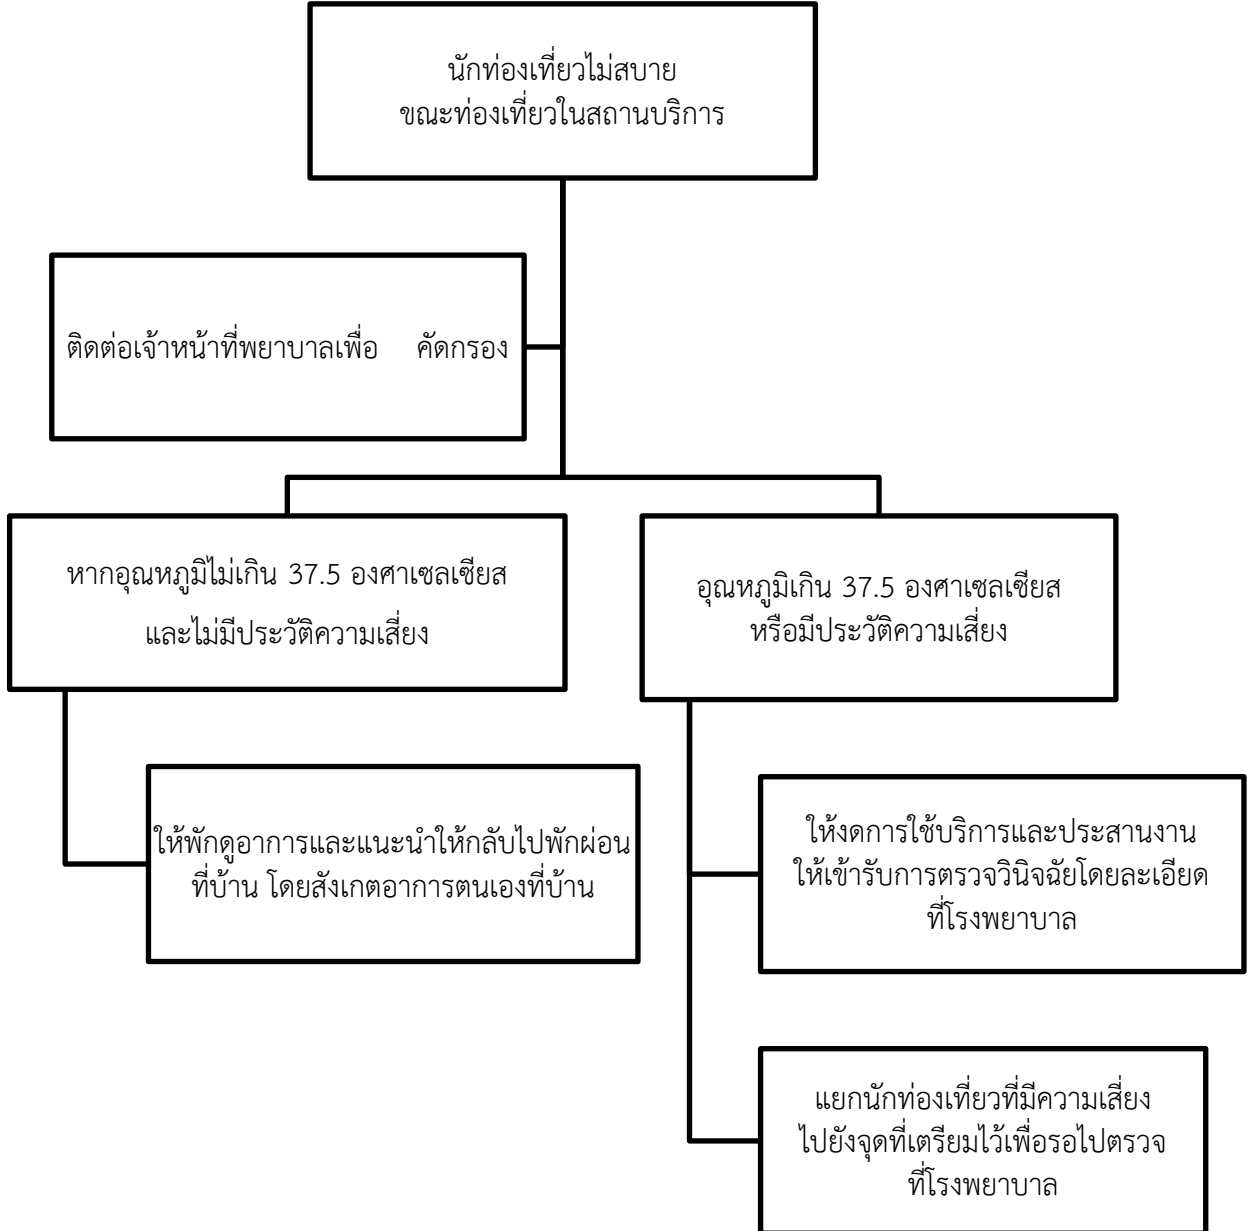 นักท่องเที่ยวไม่สบาย
ขณะท่องเที่ยวในสถานบริการ
ติดต่อเจ้าหน้าที่พยาบาลเพื่อ คัดกรอง
หากอุณหภูมิไม่เกิน 37.5 องศาเซลเซียส
และไม่มีประวัติความเสี่ยง
ให้พักดูอาการและแนะนำให้กลับไปพักผ่อน
ที่บ้าน โดยสังเกตอาการตนเองที่บ้าน
อุณหภูมิเกิน 37.5 องศาเซลเซียส
หรือมีประวัติความเสี่ยง
ให้งดการใช้บริการและประสานงาน
ให้เข้ารับการตรวจวินิจฉัยโดยละเอียด
ที่โรงพยาบาล
แยกนักท่องเที่ยวที่มีความเสี่ยง
ไปยังจุดที่เตรียมไว้เพื่อรอไปตรวจ
ที่โรงพยาบาล